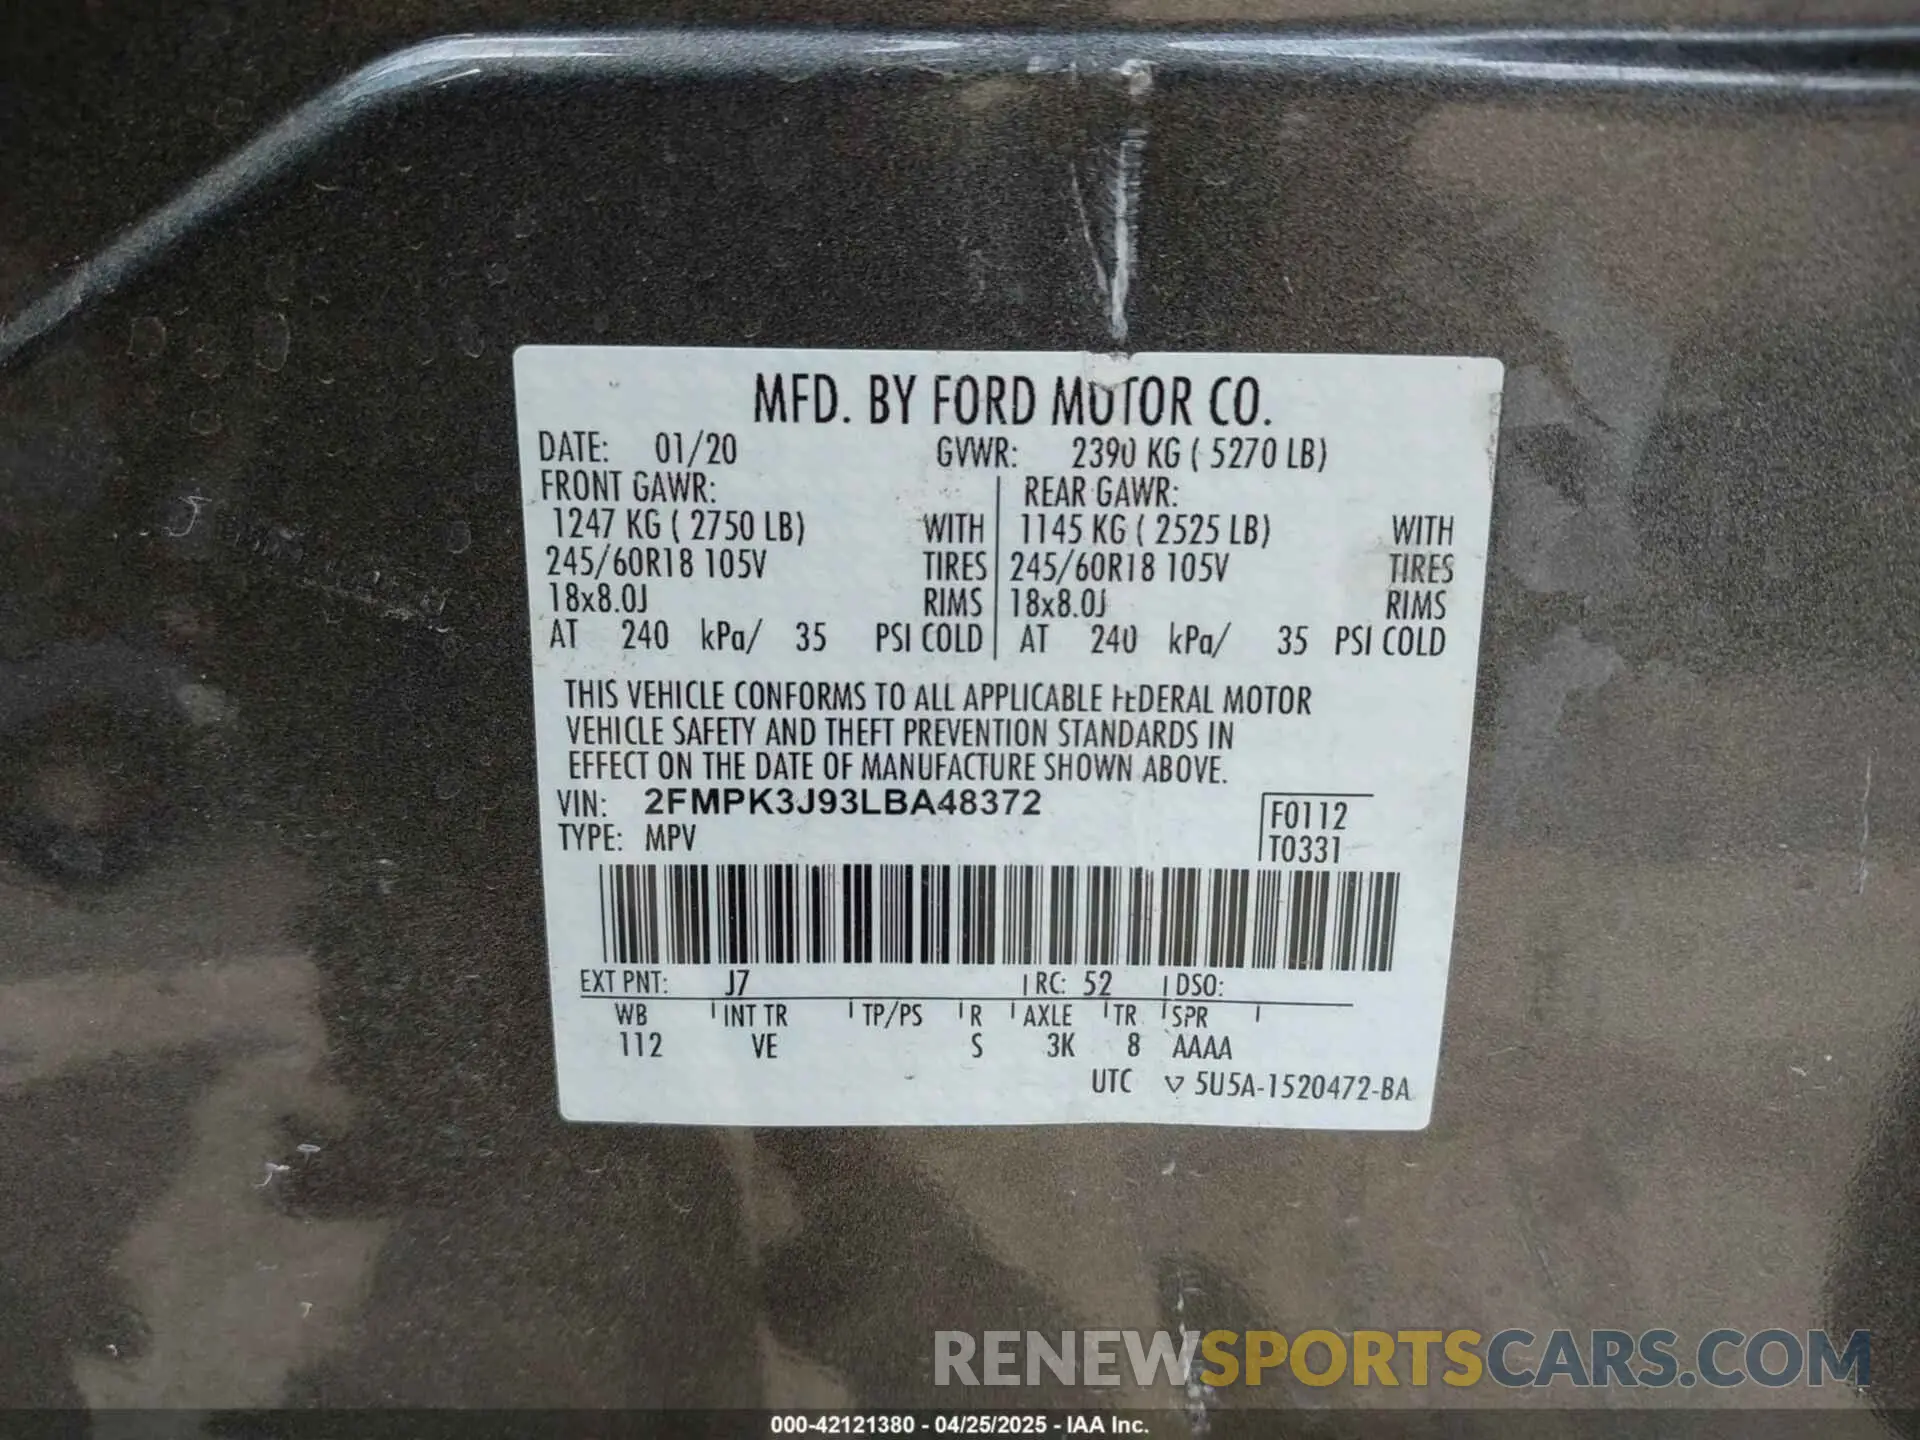 MFD. BY FORD MOTOR CO.
DATE: 01/20 GVWR: 2390 KG ( 5270 LB)
FRONT GAWR: REAR GAWR:
1247 KG ( 2750 LB) WITH 1145 KG ( 2525 LB) WITH
245/60R18 105V TIRES 245/60R18 105V TIRES
18x8.0J RIMS 18x8.0J RIMS
AT 240 kPa/ 35 PSI COLD AT 240 kPa/ 35 PSI COLD
THIS VEHICLE CONFORMS TO ALL APPLICABLE FEDERAL MOTOR
VEHICLE SAFETY AND THEFT PREVENTION STANDARDS IN
EFFECT ON THE DATE OF MANUFACTURE SHOWN ABOVE.
VIN: 2FMPK3J93LBA48372 F0112
TYPE: MPV T0331
EXT PNT: J7 RC: 52 DSO:
WB INT TR TP/PS R AXLE TR SPR
112 VE S 3K 8 AAAA
UTC 5U5A-1520472-BA
RENEWSPORTSCARS.COM
000-42121380 - 04/25/2025 - IAA Inc.